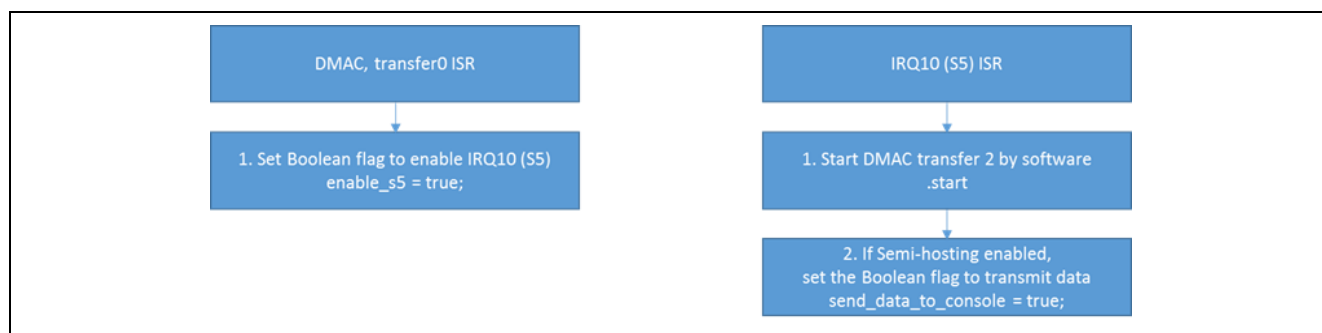 DMAC, transfer0 ISR
1. Set Boolean flag to enable IRQ10 (S5)
enable_s5 = true;
IRQ10 (S5) ISR
1. Start DMAC transfer 2 by software
.start
2. If Semi-hosting enabled,
set the Boolean flag to transmit data
send_data_to_console = true;